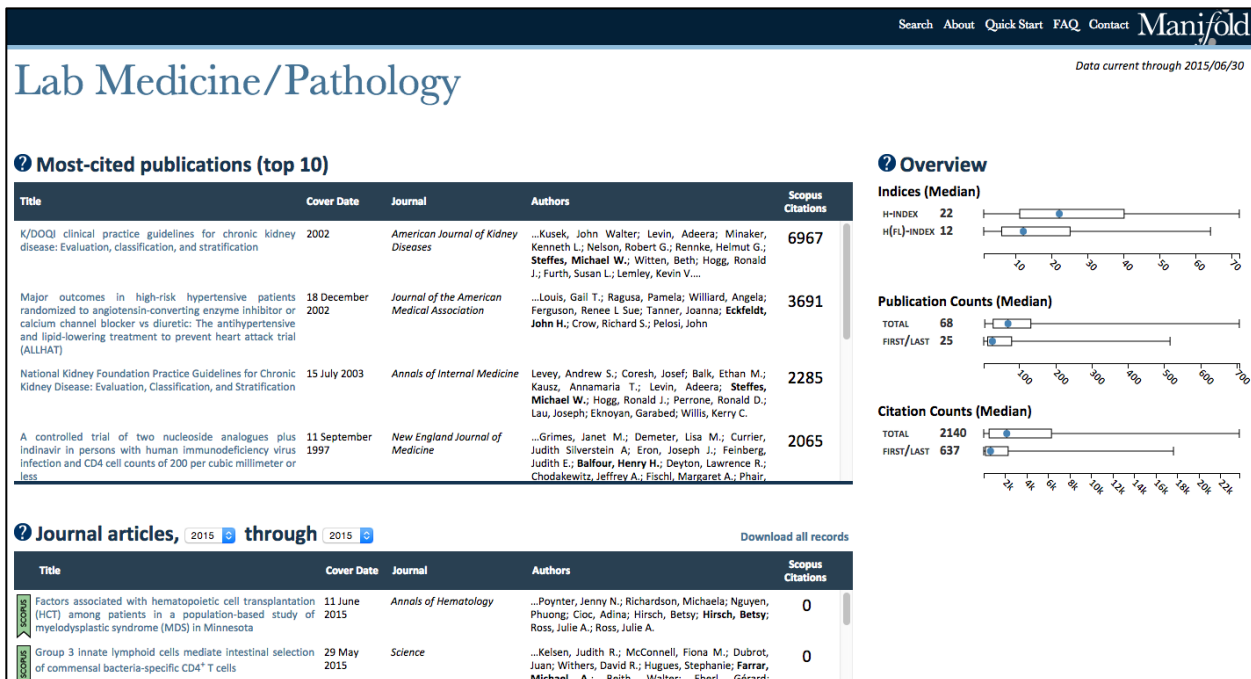 Search About Quick Start FAQ Contact Manifold
Data current through 2015/06/30
Lab Medicine/Pathology
? Most-cited publications (top 10)
Title Cover Date Journal Authors Scopus Citations
K/DOQI clinical practice guidelines for chronic kidney
disease: Evaluation, classification, and stratification
2002
American Journal of Kidney
Diseases
...Kusek, John Walter; Levin, Adeera; Minaker,
Kenneth L.; Nelson, Robert G.; Rennke, Helmut G.;
Steffes, Michael W.; Witten, Beth; Hogg, Ronald
J.; Furth, Susan L.; Lemley, Kevin V....
6967
Major outcomes in high-risk hypertensive patients
randomized to angiotensin-converting enzyme inhibitor or
calcium channel blocker vs diuretic: The antihypertensive
and lipid-lowering treatment to prevent heart attack trial
(ALLHAT)
18 December
2002
Journal of the American
Medical Association
...Louis, Gail T.; Ragusa, Pamela; Williard, Angela;
Ferguson, Renee L Sue; Tanner, Joanna; Eckfeldt,
John H.; Crow, Richard S.; Pelosi, John
3691
National Kidney Foundation Practice Guidelines for Chronic
Kidney Disease: Evaluation, Classification, and Stratification
15 July 2003
Annals of Internal Medicine
Levey, Andrew S.; Coresh, Josef; Balk, Ethan M.;
Kausz, Annamaria T.; Levin, Adeera; Steffes,
Michael W.; Hogg, Ronald J.; Perrone, Ronald D.;
Lau, Joseph; Eknoyan, Garabed; Willis, Kerry C.
2285
A controlled trial of two nucleoside analogues plus
indinavir in persons with human immunodeficiency virus
infection and CD4 cell counts of 200 per cubic millimeter or
less
11 September
1997
New England Journal of
Medicine
...Grimes, Janet M.; Demeter, Lisa M.; Currier,
Judith Silverstein A; Eron, Joseph J.; Feinberg,
Judith E.; Balfour, Henry H.; Deyton, Lawrence R.;
Chodakewitz, Jeffrey A.; Fischl, Margaret A.; Phair,
2065
? Overview
Indices (Median)
H-INDEX 22
H(FL)-INDEX 12
10 20 30 40 50 60 70
Publication Counts (Median)
TOTAL 68
FIRST/LAST 25
100 200 300 400 500 600 700
Citation Counts (Median)
TOTAL 2140
FIRST/LAST 637
2k 4k 6k 8k 10k 12k 14k 16k 18k 20k 22k
? Journal articles, 2015 through 2015
Download all records
Title Cover Date Journal Authors Scopus Citations
SCOPUS
Factors associated with hematopoietic cell transplantation
(HCT) among patients in a population-based study of
myelodysplastic syndrome (MDS) in Minnesota
11 June
2015
Annals of Hematology
...Poynter, Jenny N.; Richardson, Michaela; Nguyen,
Phuong; Cioc, Adina; Hirsch, Betsy; Hirsch, Betsy;
Ross, Julie A.; Ross, Julie A.
0
SCOPUS
Group 3 innate lymphoid cells mediate intestinal selection
of commensal bacteria-specific CD4⁺ T cells
29 May
2015
Science
...Kelsen, Judith R.; McConnell, Fiona M.; Dubrot,
Juan; Withers, David R.; Hugues, Stephanie; Farrar,
Michael A.; Reith, Walter; Eberl, Gérard;
0